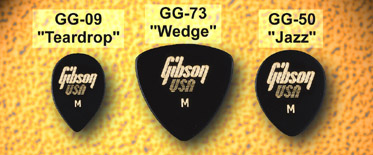 GG-09
"Teardrop"
GG-73
"Wedge"
GG-50
"Jazz"
Gibson
USA
M
Gibson
USA
M
Gibson
USA
M